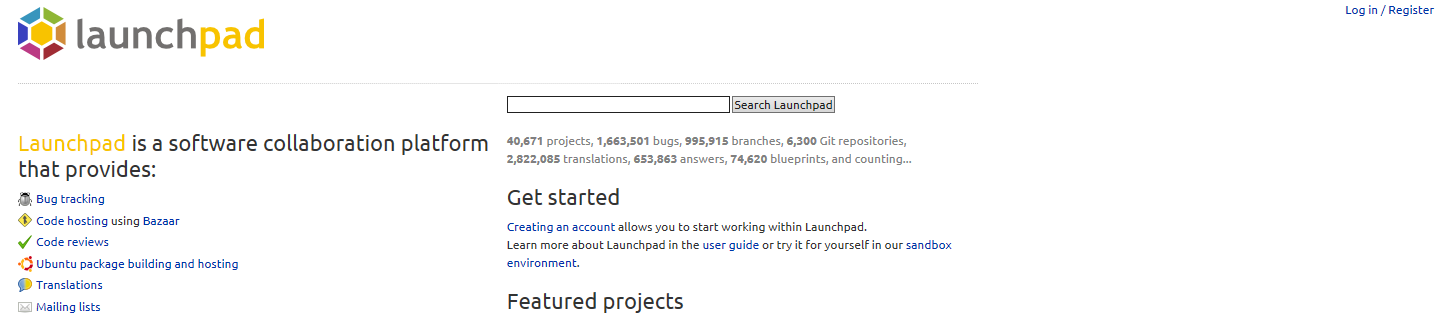 Log in / Register
launchpad
Search Launchpad
Launchpad is a software collaboration platform
that provides:
Bug tracking
Code hosting using Bazaar
Code reviews
Ubuntu package building and hosting
Translations
Mailing lists
40,671 projects, 1,663,501 bugs, 995,915 branches, 6,300 Git repositories,
2,822,085 translations, 653,863 answers, 74,620 blueprints, and counting...
Get started
Creating an account allows you to start working within Launchpad.
Learn more about Launchpad in the user guide or try it for yourself in our sandbox
environment.
Featured projects